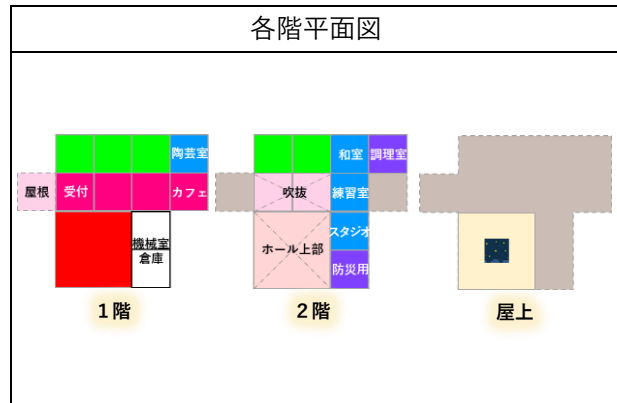 各階平面図
陶芸室
屋根
受付
カフェ
機械室
倉庫
1階
和室
調理室
吹抜
練習室
ホール上部
スタジオ
防災用
2階
屋上